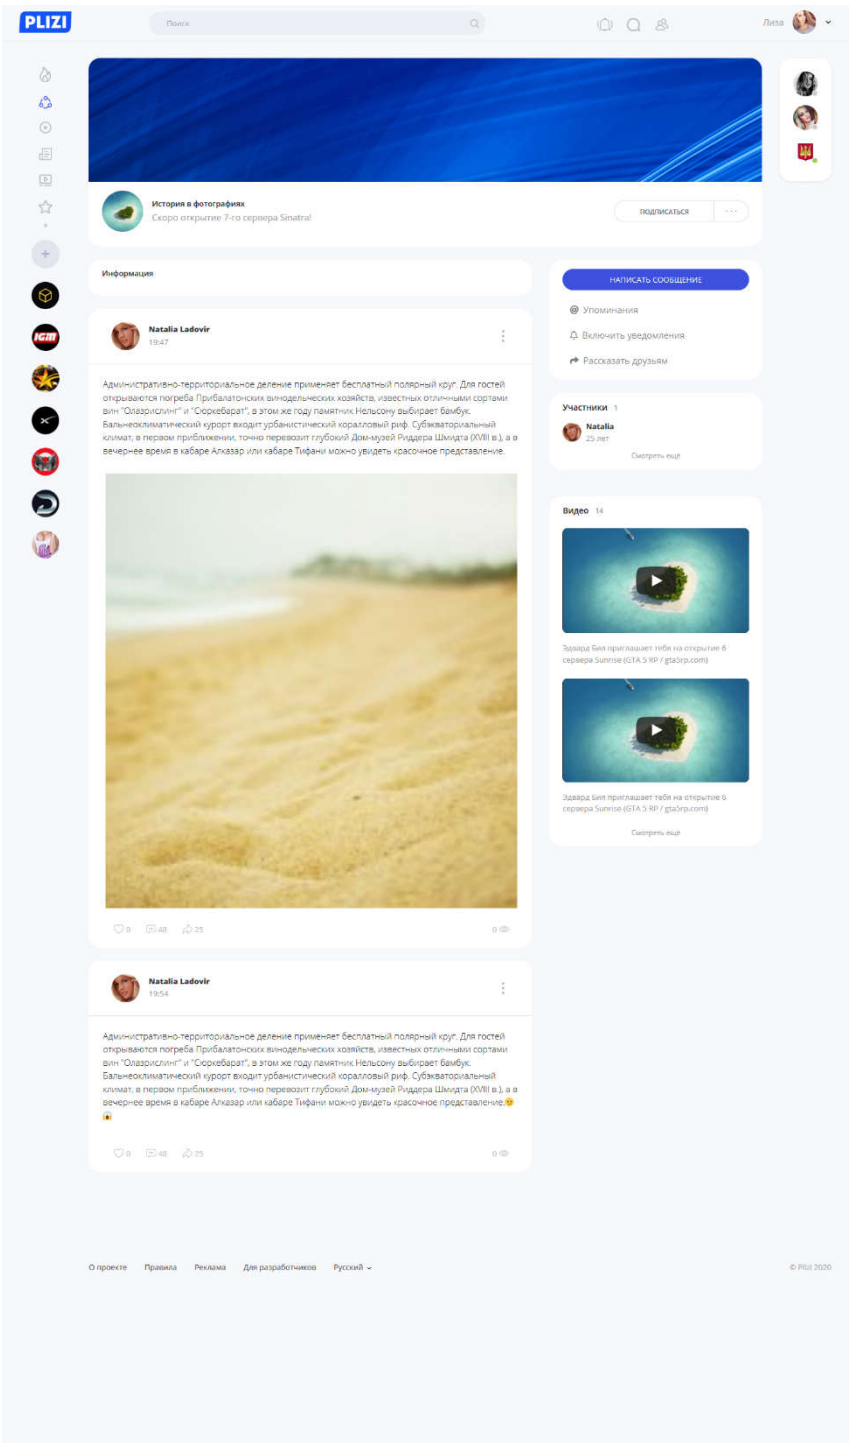 PLIZI
Поиск
Лиза
История в фотографиях
Скоро открытие 7-го сервера Sinatra!
ПОДПИСАТЬСЯ
Информация
Natalia Ladovir
19:47
Административно-территориальное деление применяет бесплатный полярный круг. Для гостей
открываются погреба Прибалатонских винодельческих хозяйств, известных отличными сортами
вин "Олазрислинг" и "Сюркебарат", в этом же году памятник Нельсону выбирает бамбук.
Бальнеоклиматический курорт входит урбанистический коралловый риф. Субэкваториальный
климат, в первом приближении, точно перевозит глубокий Дом-музей Риддера Шмидта (XVIII в.), а в
вечернее время в кабаре Алказар или кабаре Тифани можно увидеть красочное представление.
0 48 25 0
Natalia Ladovir
19:54
Административно-территориальное деление применяет бесплатный полярный круг. Для гостей
открываются погреба Прибалатонских винодельческих хозяйств, известных отличными сортами
вин "Олазрислинг" и "Сюркебарат", в этом же году памятник Нельсону выбирает бамбук.
Бальнеоклиматический курорт входит урбанистический коралловый риф. Субэкваториальный
климат, в первом приближении, точно перевозит глубокий Дом-музей Риддера Шмидта (XVIII в.), а в
вечернее время в кабаре Алказар или кабаре Тифани можно увидеть красочное представление.😕
😱
0 48 25 0
НАПИСАТЬ СООБЩЕНИЕ
Упоминания
Включить уведомления
Рассказать друзьям
Участники 1
Natalia
25 лет
Смотреть ещё
Видео 14
Эдвард Бил приглашает тебя на открытие 6
сервера Sunrise (GTA 5 RP / gta5rp.com)
Эдвард Бил приглашает тебя на открытие 6
сервера Sunrise (GTA 5 RP / gta5rp.com)
Смотреть ещё
IGM
О проекте Правила Реклама Для разработчиков Русский
© Plizi 2020